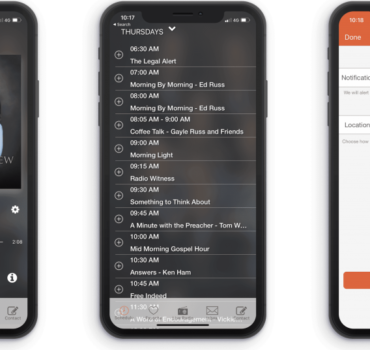 EW
2:08
Contact
10:17
4G
Search
THURSDAYS
06:30 AM
The Legal Alert
07:00 AM
Morning By Morning - Ed Russ
08:00 AM
Morning By Morning - Ed Russ
08:05 AM - 9:00 AM
Coffee Talk - Gayle Russ and Friends
09:00 AM
Morning Light
09:15 AM
Radio Witness
09:30 AM
Something to Think About
09:45 AM
A Minute with the Preacher - Tom W...
10:00 AM
Mid Morning Gospel Hour
10:30 AM
Answers - Ken Ham
10:45 AM
Free Indeed
11:30 AM
Contact
10:18
Done
Notification
We will alert
Location
Choose how